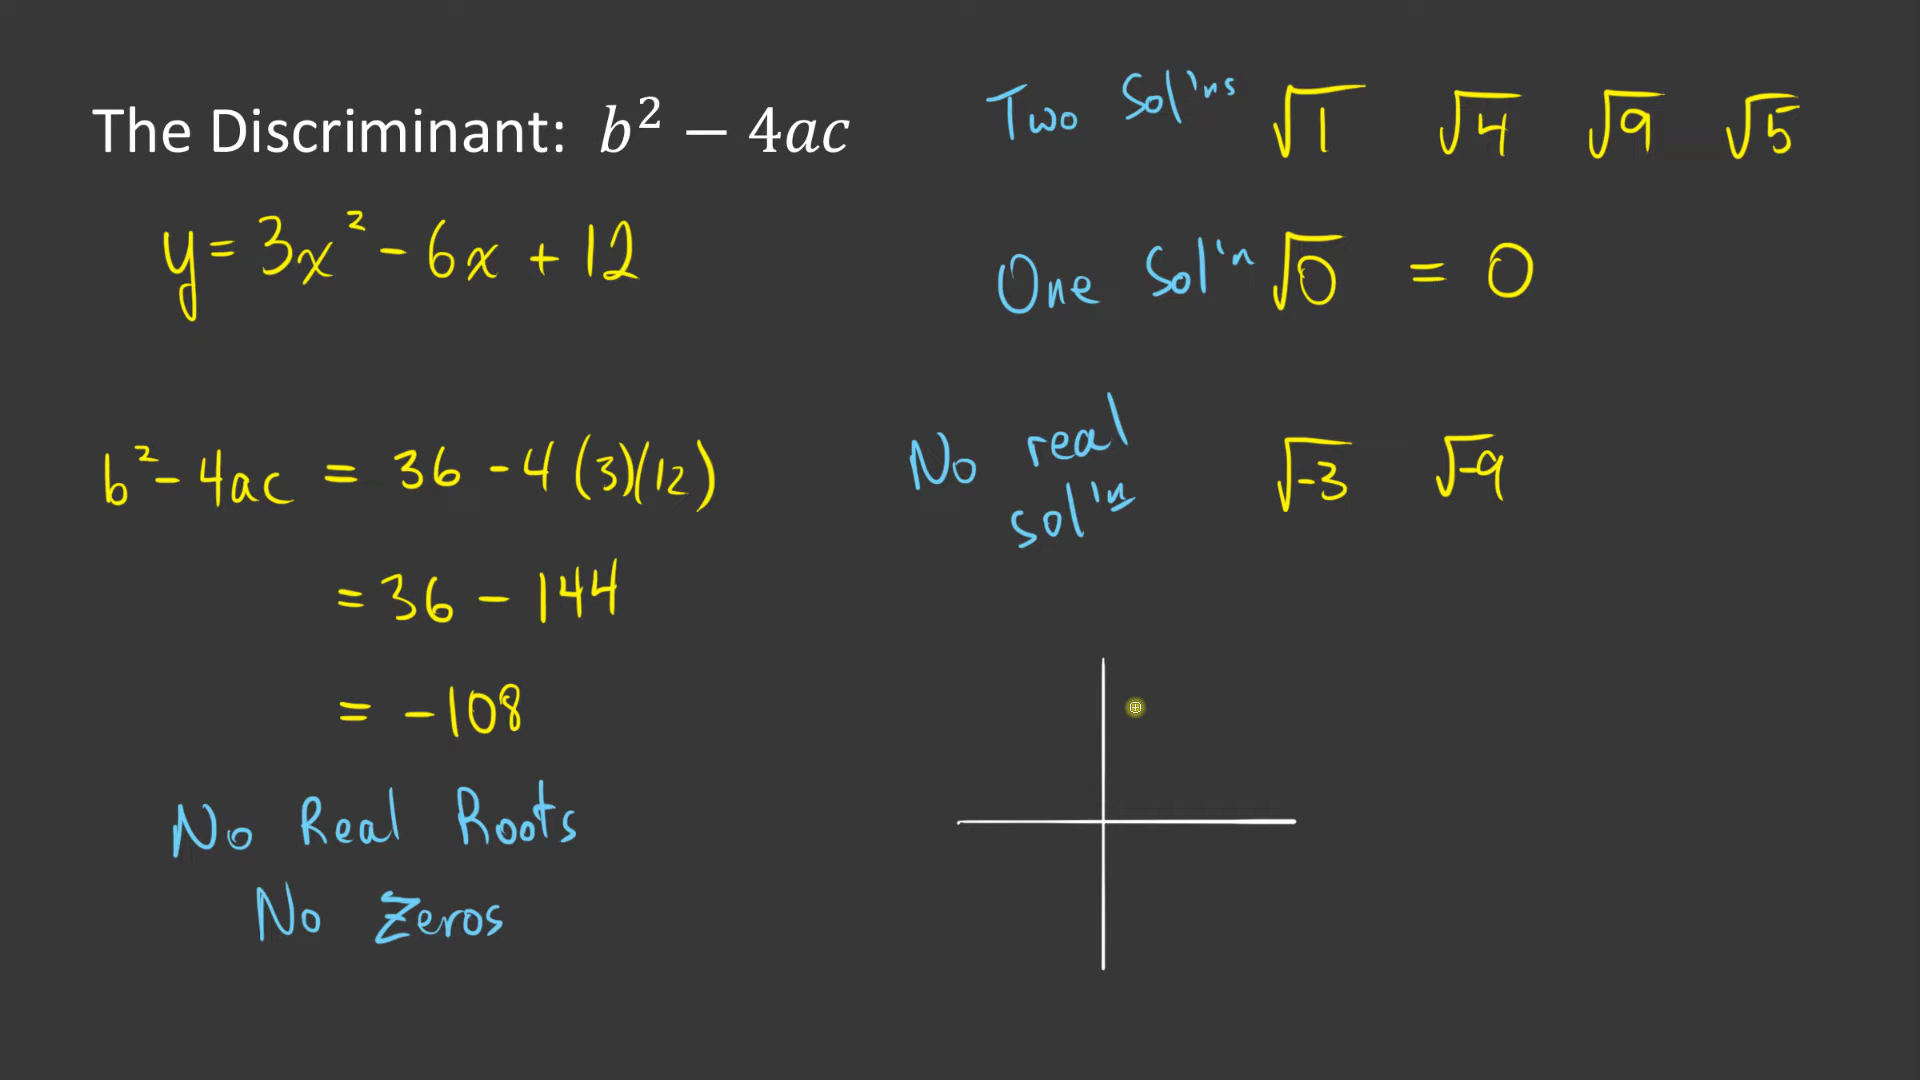 The Discriminant: b² − 4ac
y = 3x² - 6x + 12
b² - 4ac = 36 - 4(3)(12)
= 36 - 144
= -108
No Real Roots
No Zeros
Two Sol'ns √1 √4 √9 √5
One Sol'n √0 = 0
No real
sol'n √-3 √-9